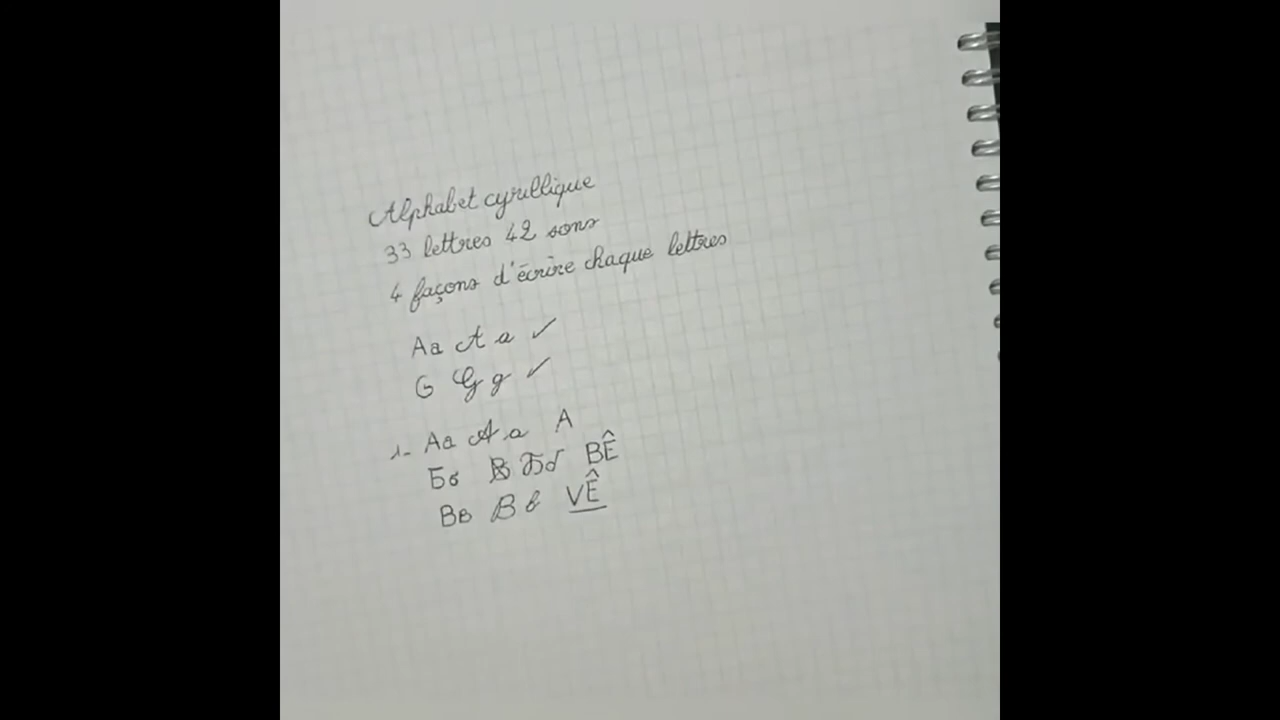 Alphabet cyrillique
33 lettres 42 sons
4 façons d'écrire chaque lettres
Aa A a ✓
G G g ✓
1- Aa A a A
Бб Бб BÊ
Вв В в VÊ